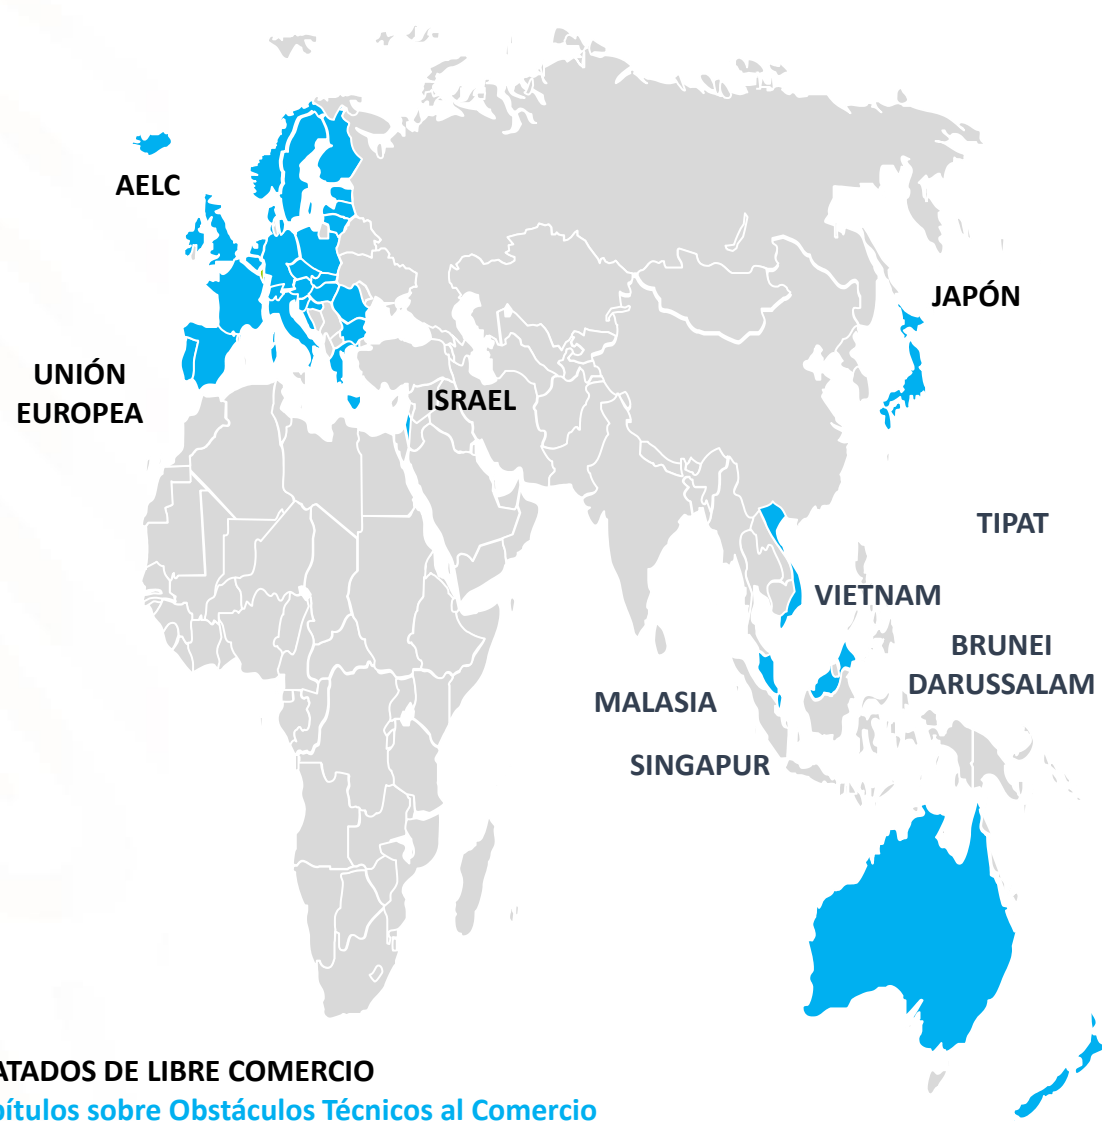 AELC
JAPÓN
UNIÓN
EUROPEA
ISRAEL
TIPAT
VIETNAM
BRUNEI
DARUSSALAM
MALASIA
SINGAPUR
ATADOS DE LIBRE COMERCIO
pítulos sobre Obstáculos Técnicos al Comercio